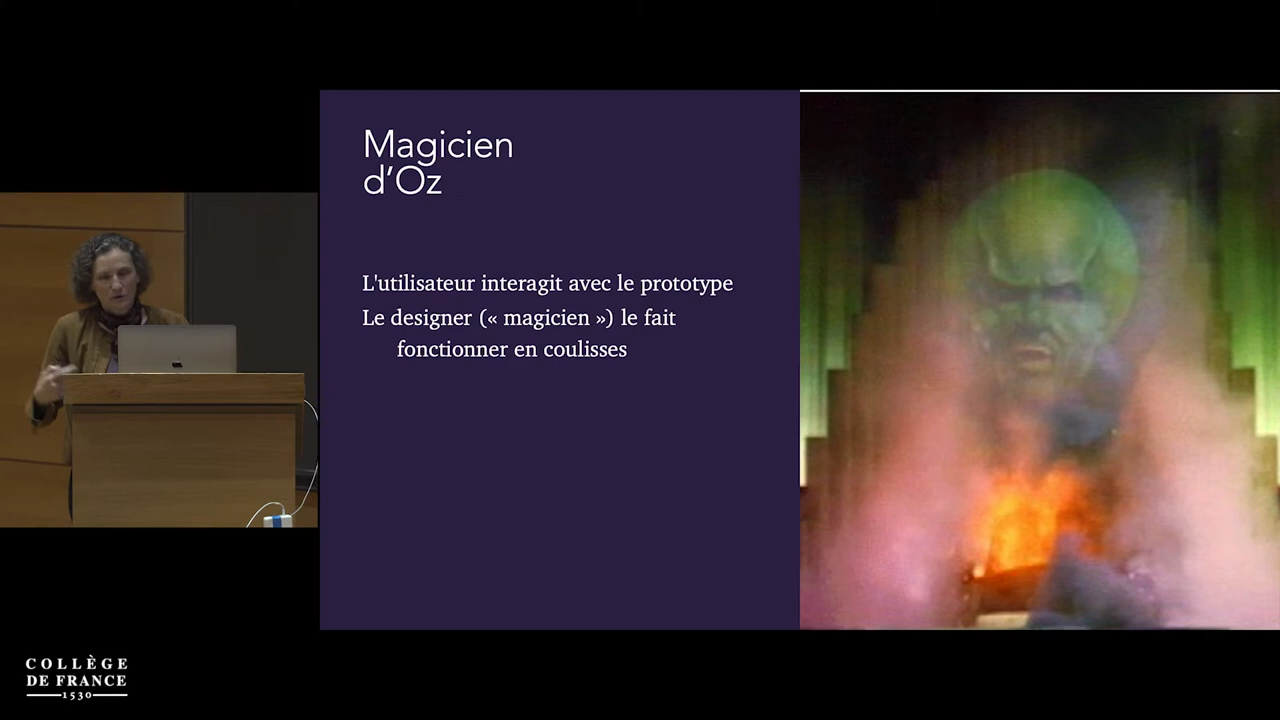 Magicien
d'Oz
L'utilisateur interagit avec le prototype
Le designer (« magicien ») le fait
fonctionner en coulisses
COLLÈGE
DE FRANCE
1530